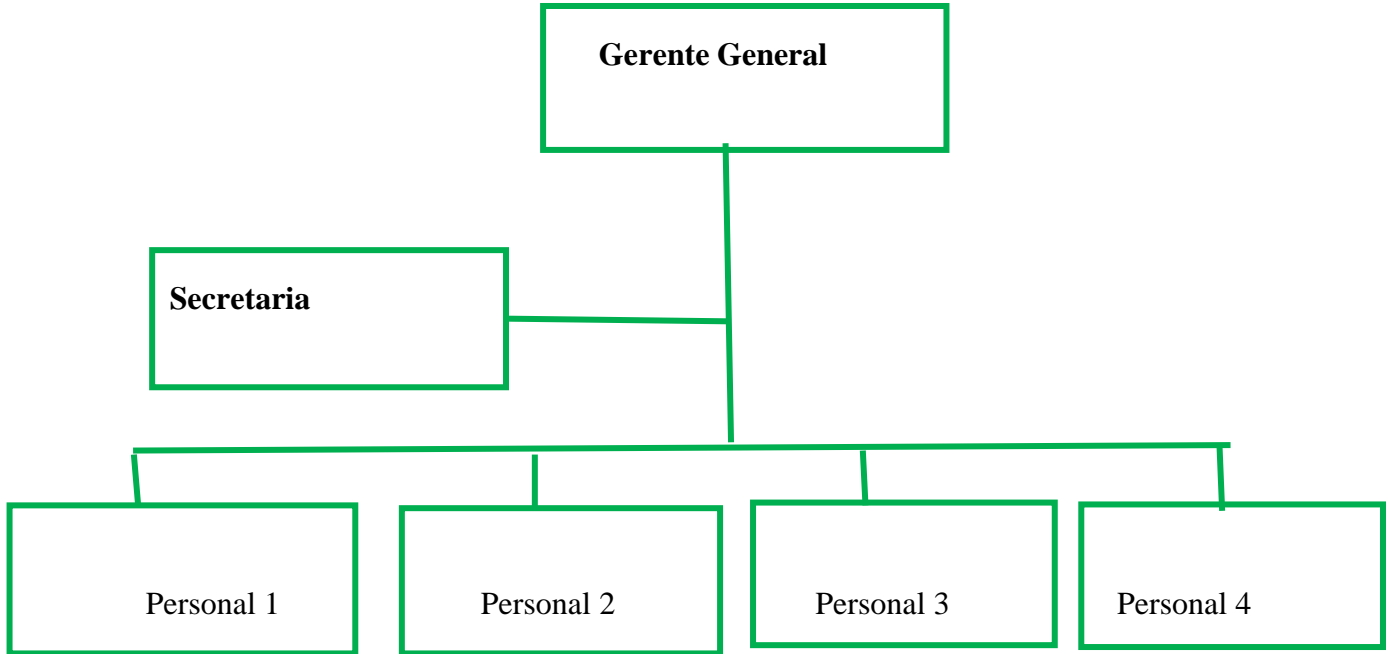 Gerente General
Secretaria
Personal 1
Personal 2
Personal 3
Personal 4